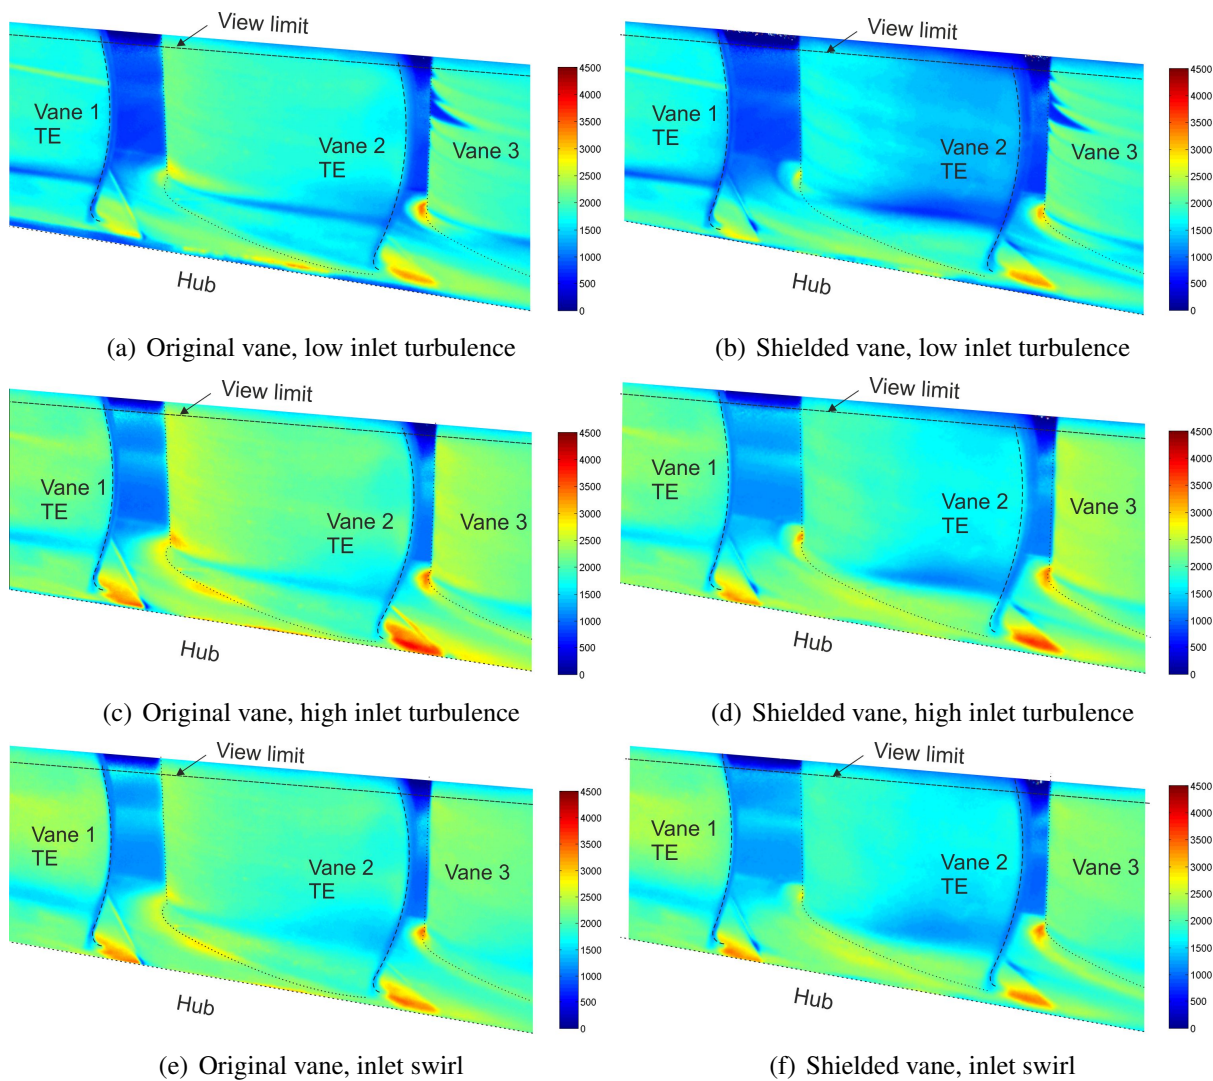 View limit
Vane 1
TE
Vane 2
TE
Vane 3
Hub
4500
4000
3500
3000
2500
2000
1500
1000
500
0
(a) Original vane, low inlet turbulence
View limit
Vane 1
TE
Vane 2
TE
Vane 3
Hub
4500
4000
3500
3000
2500
2000
1500
1000
500
0
(b) Shielded vane, low inlet turbulence
View limit
Vane 1
TE
Vane 2
TE
Vane 3
Hub
4500
4000
3500
3000
2500
2000
1500
1000
500
0
(c) Original vane, high inlet turbulence
View limit
Vane 1
TE
Vane 2
TE
Vane 3
Hub
4500
4000
3500
3000
2500
2000
1500
1000
500
0
(d) Shielded vane, high inlet turbulence
View limit
Vane 1
TE
Vane 2
TE
Vane 3
Hub
4500
4000
3500
3000
2500
2000
1500
1000
500
0
(e) Original vane, inlet swirl
View limit
Vane 1
TE
Vane 2
TE
Vane 3
Hub
4500
4000
3500
3000
2500
2000
1500
1000
500
0
(f) Shielded vane, inlet swirl